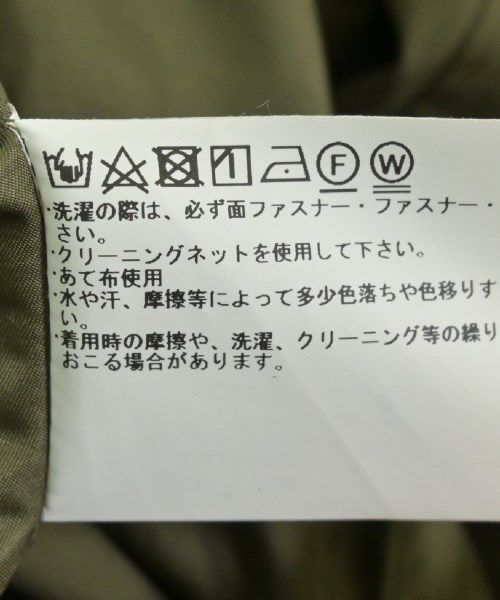 F W
・洗濯の際は、必ず面ファスナー・ファスナー・
さい。
・クリーニングネットを使用して下さい。
・あて布使用
・水や汗、摩擦等によって多少色落ちや色移りす
い。
・着用時の摩擦や、洗濯、クリーニング等の繰り
おこる場合があります。